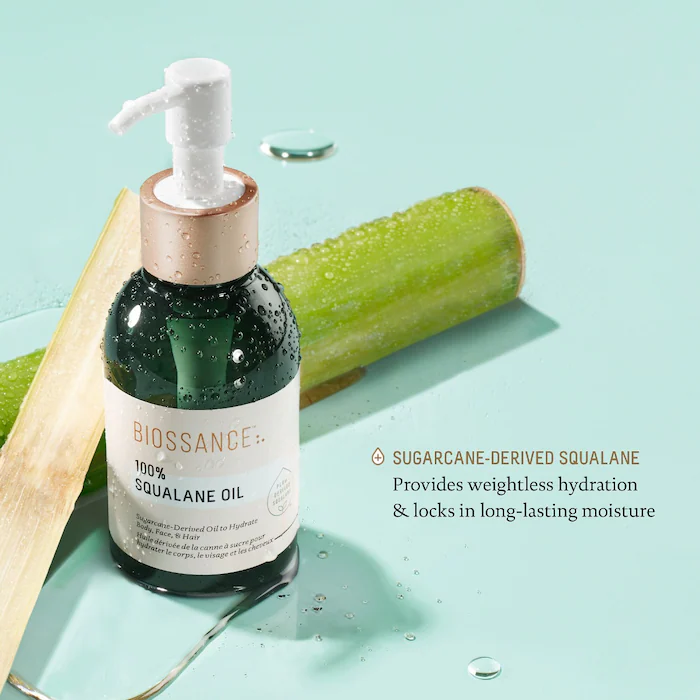 BIOSSANCE
100%
SQUALANE OIL
Sugarcane-Derived Oil to Hydrate
Body, Face, & Hair
Huile dérivée de la canne à sucre pour
hydrater le corps, le visage et les cheveux
SUGARCANE-DERIVED SQUALANE
Provides weightless hydration
& locks in long-lasting moisture